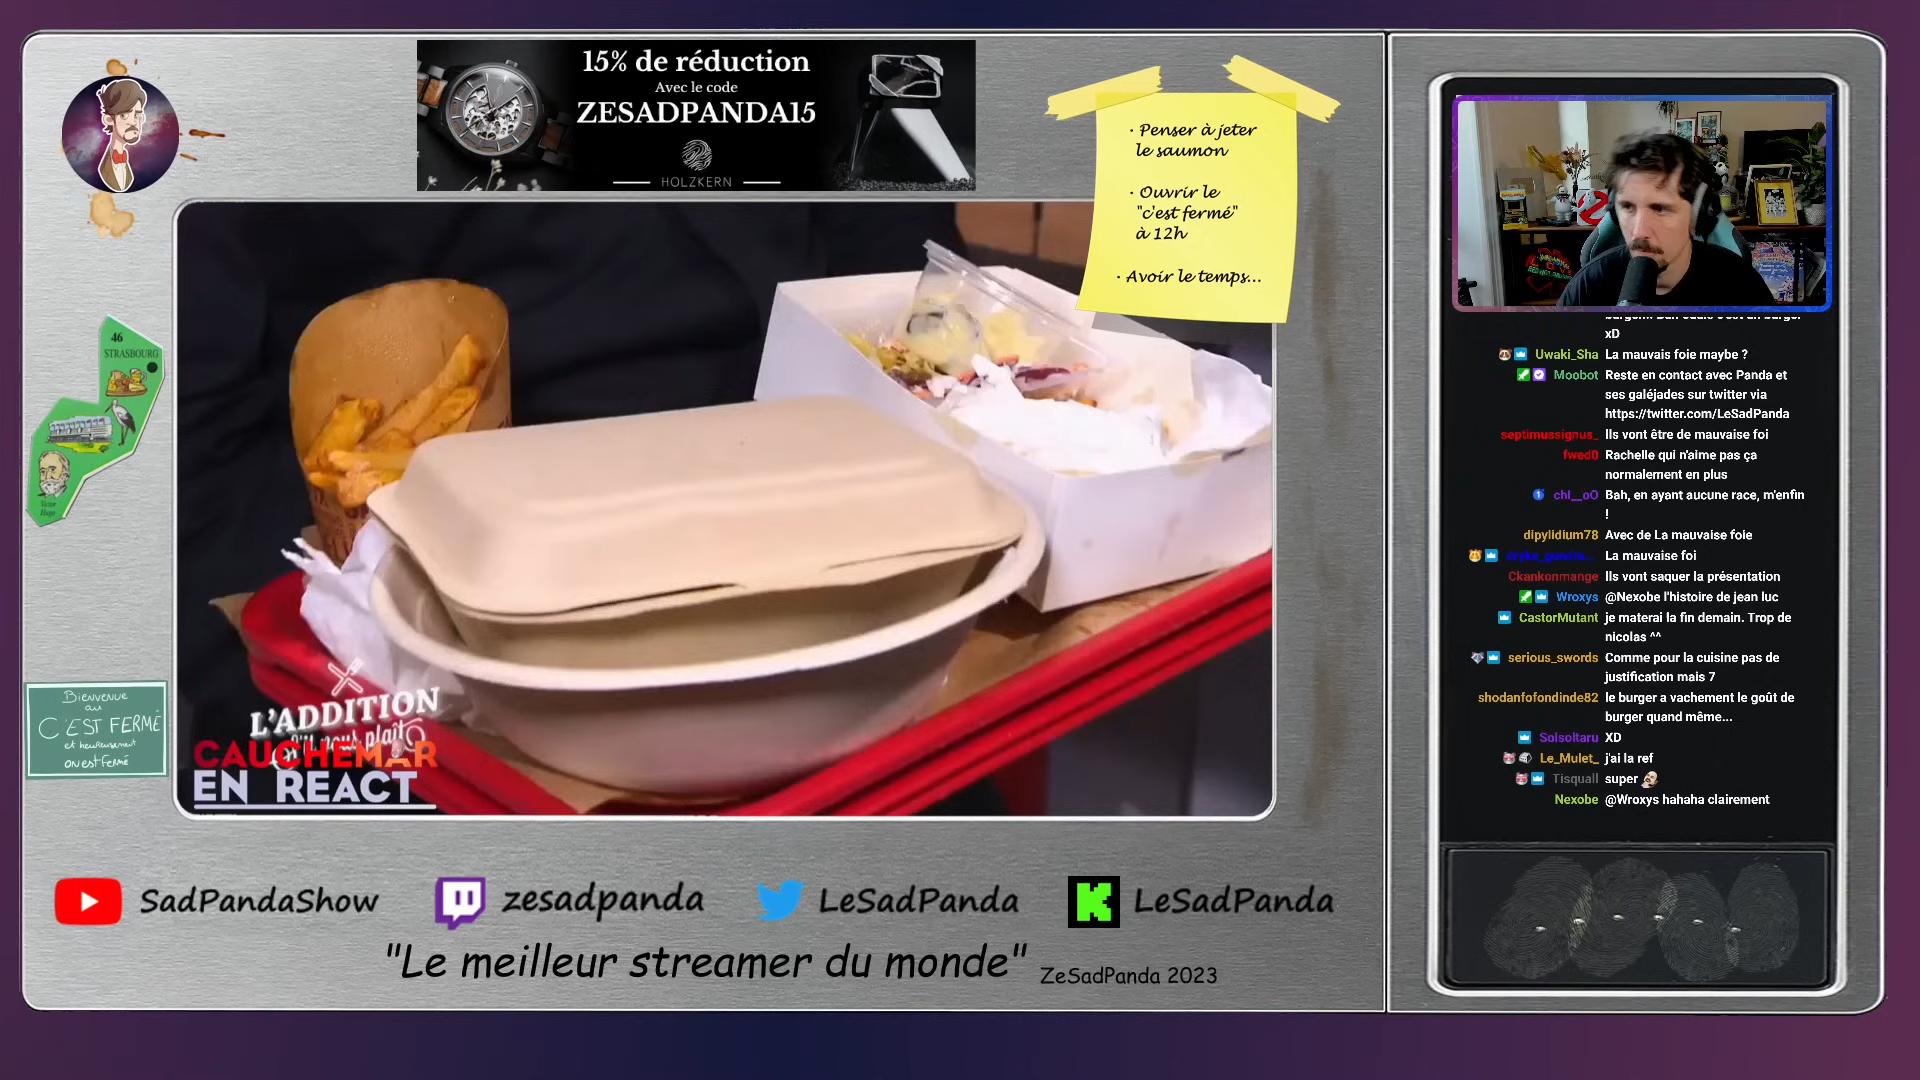 15% de réduction
Avec le code
ZESADPANDA15
HOLZKERN
· Penser à jeter
le saumon
· Ouvrir le
"c'est fermé"
à 12h
· Avoir le temps...
46
STRASBOURG
Victor
Hugo
Bienvenue
au
C'EST FERMÉ
et heureusement
on est fermé
L'ADDITION
s'il vous plaît
CAUCHEMAR
EN REACT
xD
Uwaki_Sha La mauvais foie maybe ?
Moobot Reste en contact avec Panda et
ses galéjades sur twitter via
https://twitter.com/LeSadPanda
septimussignus_ Ils vont être de mauvaise foi
fwed0 Rachelle qui n'aime pas ça
normalement en plus
chl__oO Bah, en ayant aucune race, m'enfin
!
dipylidium78 Avec de La mauvaise foie
La mauvaise foi
Ckankonmange Ils vont saquer la présentation
Wroxys @Nexobe l'histoire de jean luc
CastorMutant je materai la fin demain. Trop de
nicolas ^^
serious_swords Comme pour la cuisine pas de
justification mais 7
shodanfofondinde82 le burger a vachement le goût de
burger quand même...
Solsoltaru XD
Le_Mulet_ j'ai la ref
Tisquall super
Nexobe @Wroxys hahaha clairement
SadPandaShow
zesadpanda
LeSadPanda
LeSadPanda
"Le meilleur streamer du monde"
ZeSadPanda 2023